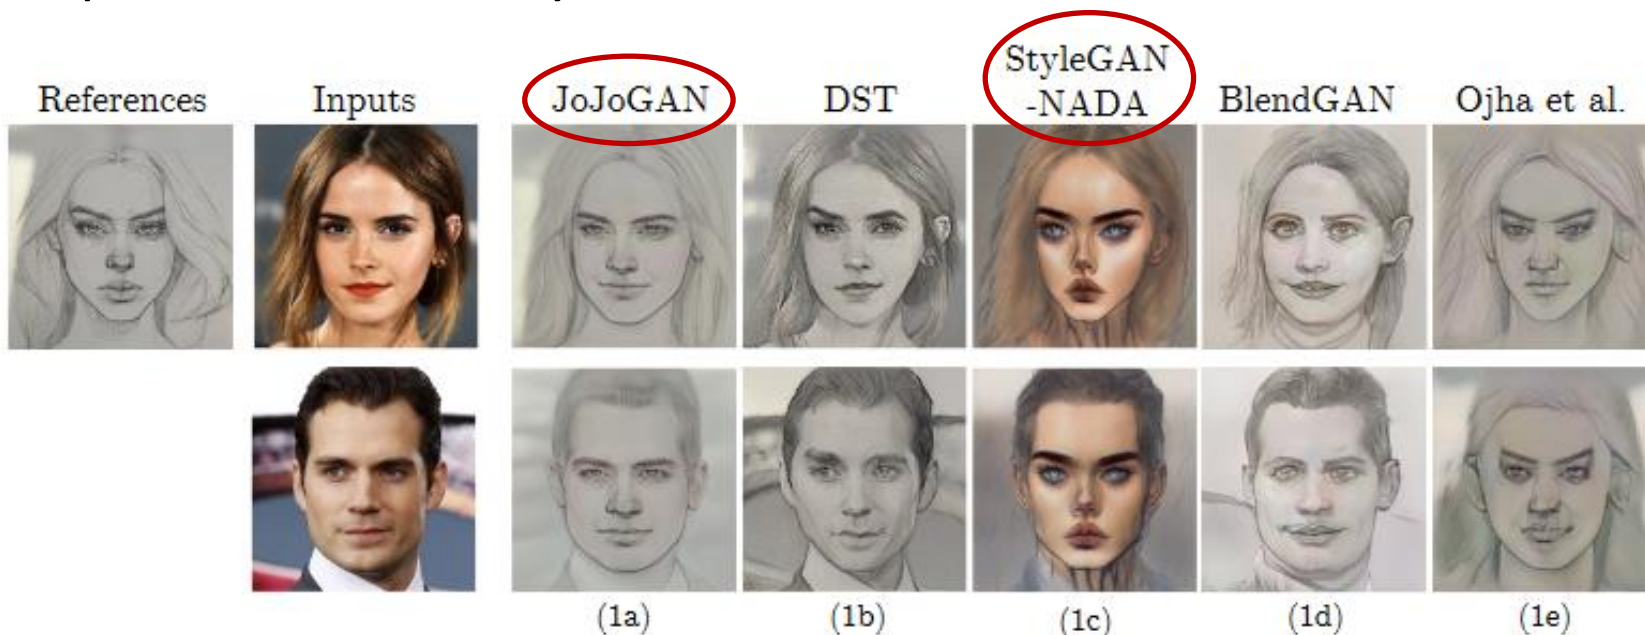 References Inputs JoJoGAN DST StyleGAN
-NADA BlendGAN Ojha et al.
(1a) (1b) (1c) (1d) (1e)